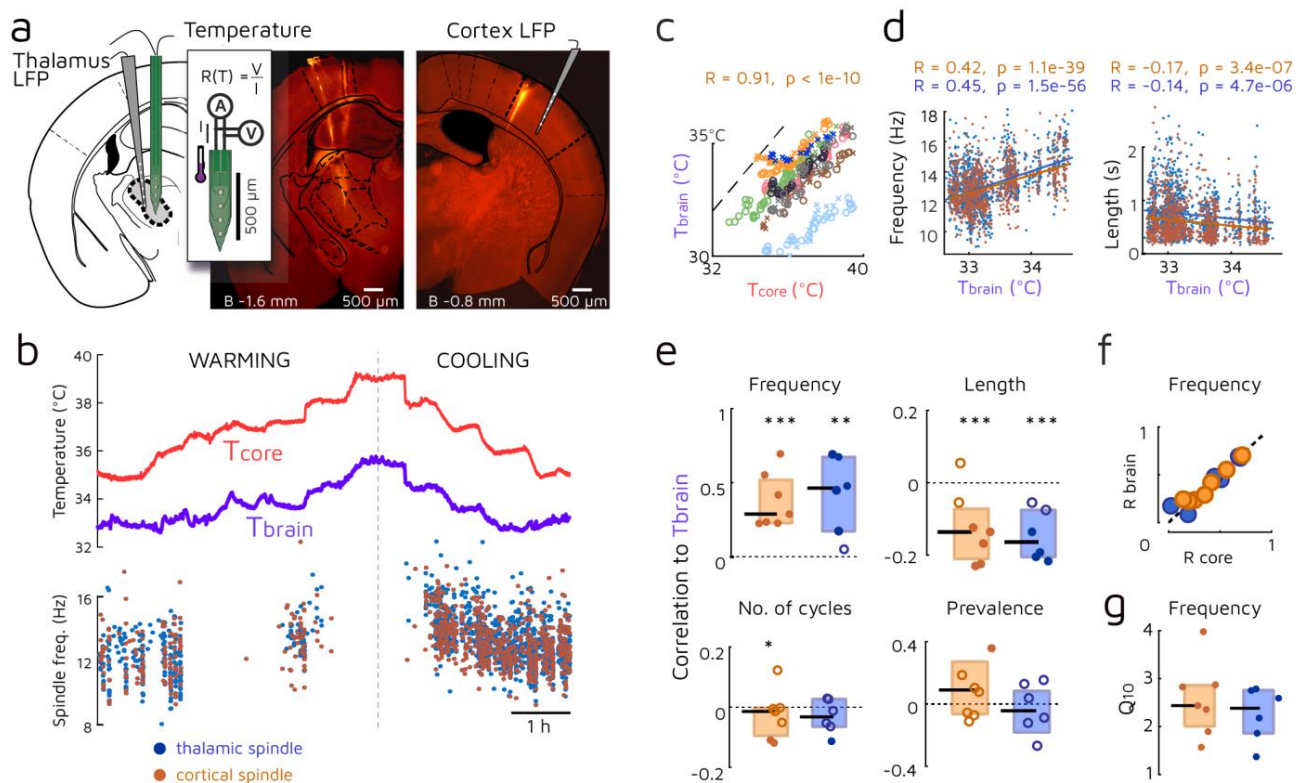 a
Temperature
Cortex LFP
Thalamus
LFP
R(T) = V/I
A
V
I
500 µm
B -1.6 mm
500 µm
B -0.8 mm
500 µm
b
WARMING
COOLING
Temperature (°C)
40
38
36
34
32
Tcore
Tbrain
Spindle freq. (Hz)
16
12
8
1 h
thalamic spindle
cortical spindle
c
R = 0.91, p < 1e-10
35°C
Tbrain (°C)
30
32
40
Tcore (°C)
d
R = 0.42, p = 1.1e-39
R = 0.45, p = 1.5e-56
R = -0.17, p = 3.4e-07
R = -0.14, p = 4.7e-06
Frequency (Hz)
18
16
14
12
10
33
34
Tbrain (°C)
Length (s)
2
1
0
33
34
Tbrain (°C)
e
Correlation to Tbrain
Frequency
1
0.5
0
* * *
* *
Length
0.2
0
-0.2
* * *
* * *
No. of cycles
0.2
0
-0.2
*
Prevalence
0.4
0
-0.4
f
Frequency
R brain
1
0
1
R core
g
Frequency
Q10
4
3
2
1